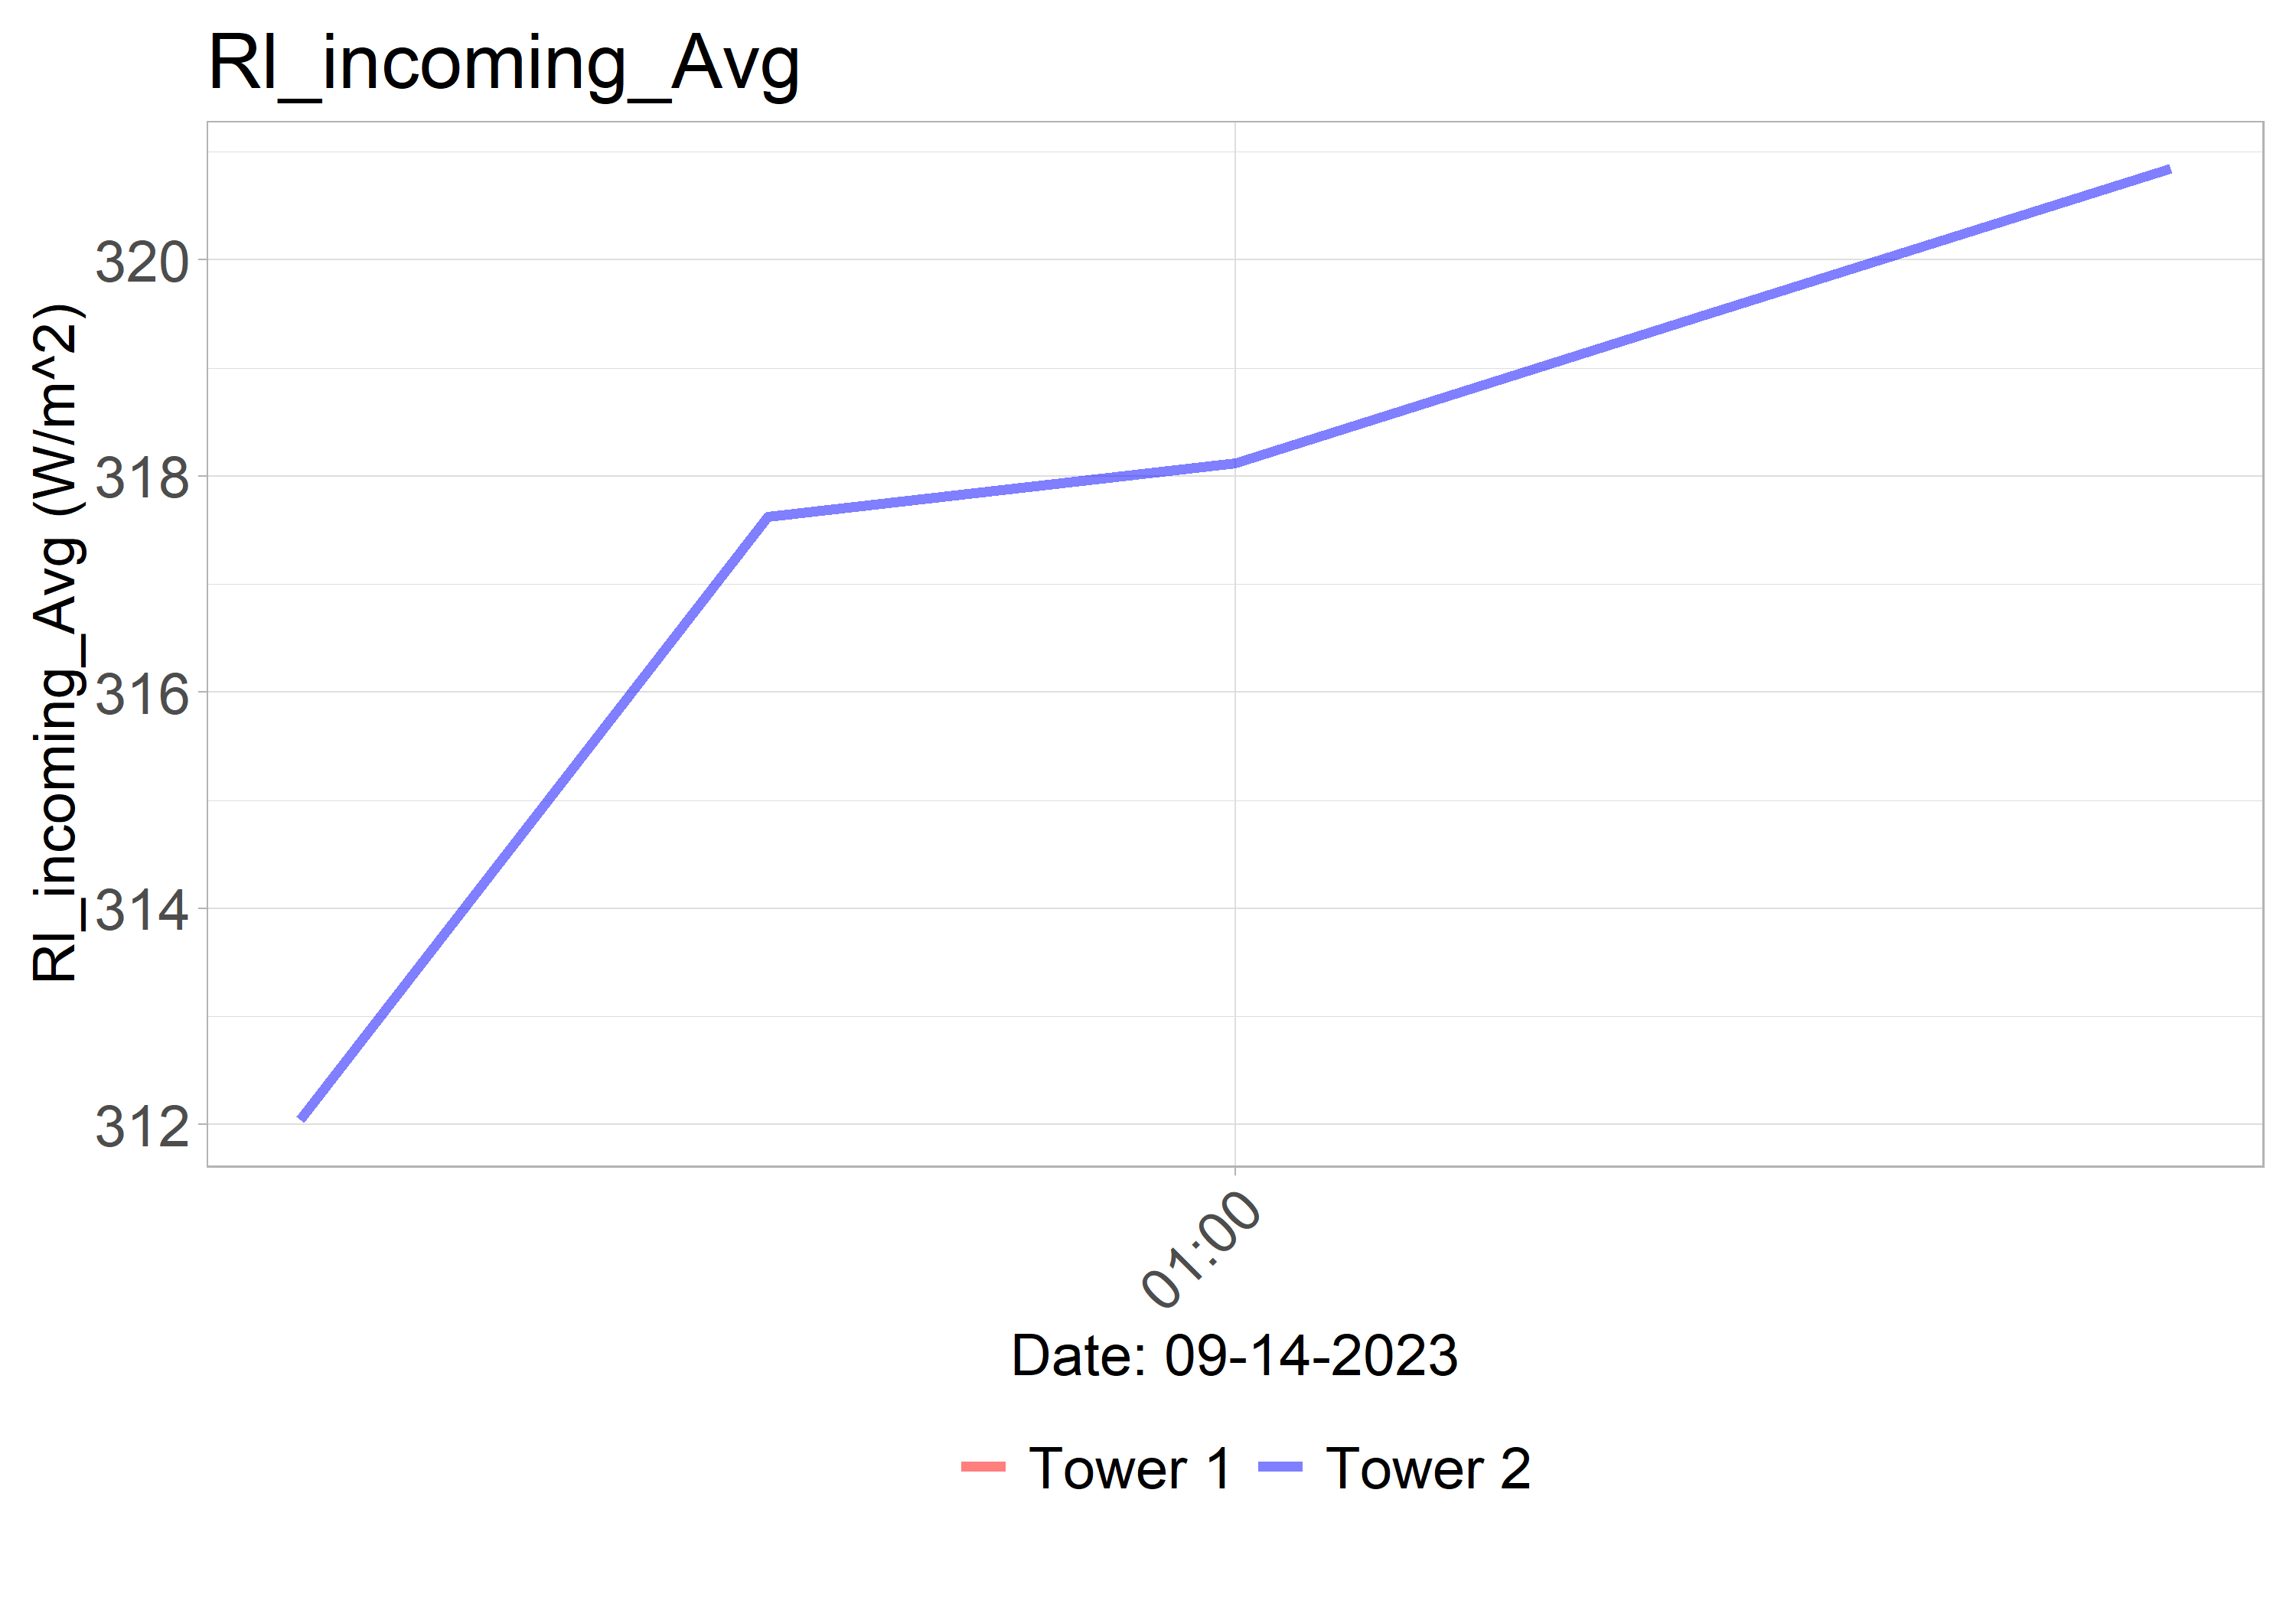 Rl_incoming_Avg
Rl_incoming_Avg (W/m^2)
320
318
316
314
312
01:00
Date: 09-14-2023
Tower 1 Tower 2